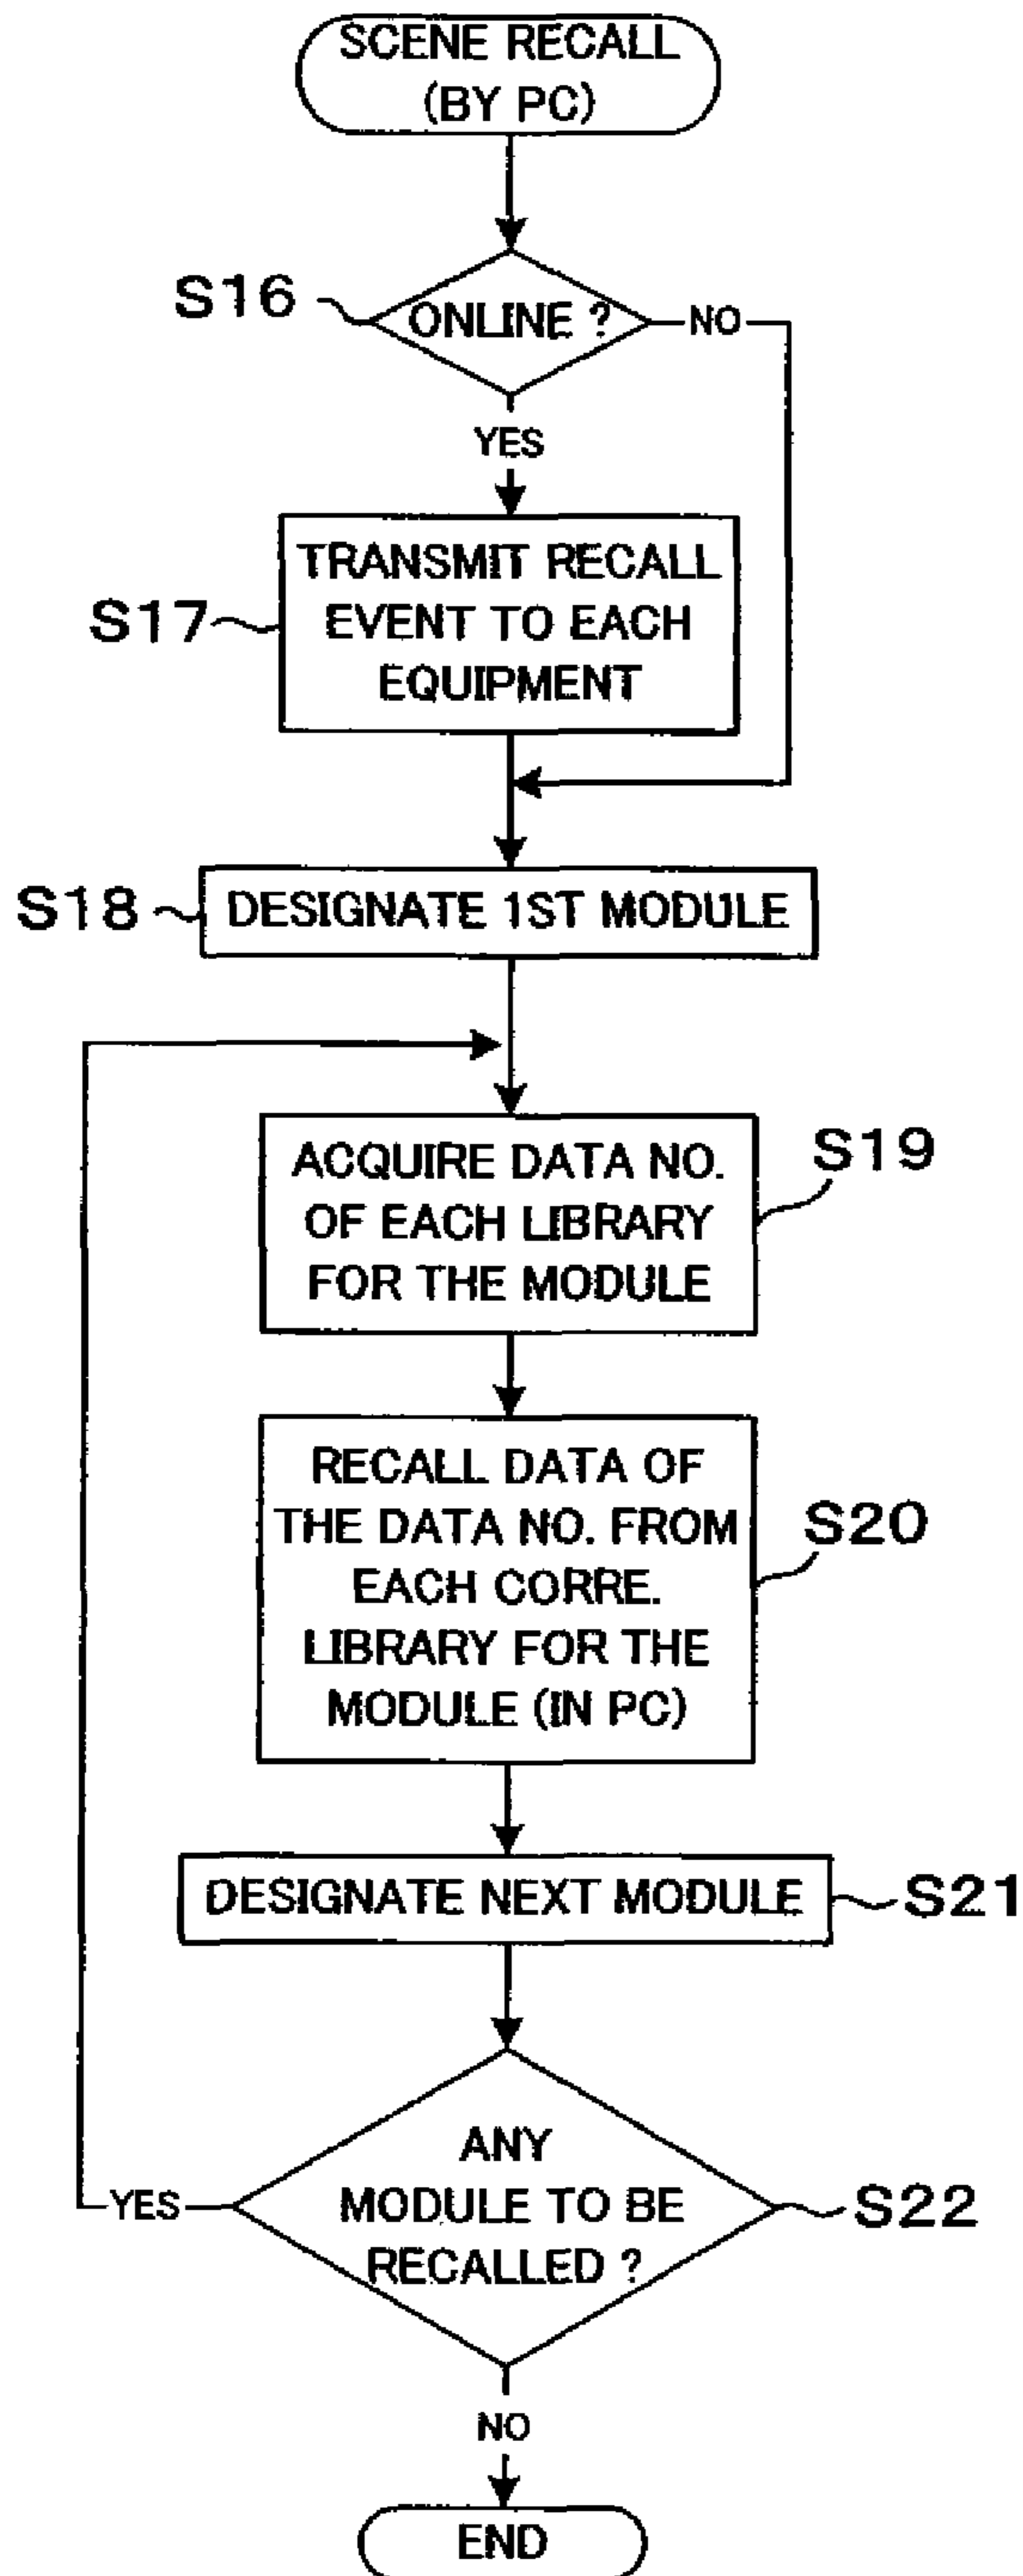 SCENE RECALL
(BY PC)
S16
ONLINE ?
NO
YES
S17
TRANSMIT RECALL
EVENT TO EACH
EQUIPMENT
S18
DESIGNATE 1ST MODULE
ACQUIRE DATA NO.
OF EACH LIBRARY
FOR THE MODULE
S19
RECALL DATA OF
THE DATA NO. FROM
EACH CORRE.
LIBRARY FOR THE
MODULE (IN PC)
S20
DESIGNATE NEXT MODULE
S21
ANY
MODULE TO BE
RECALLED ?
YES
S22
NO
END